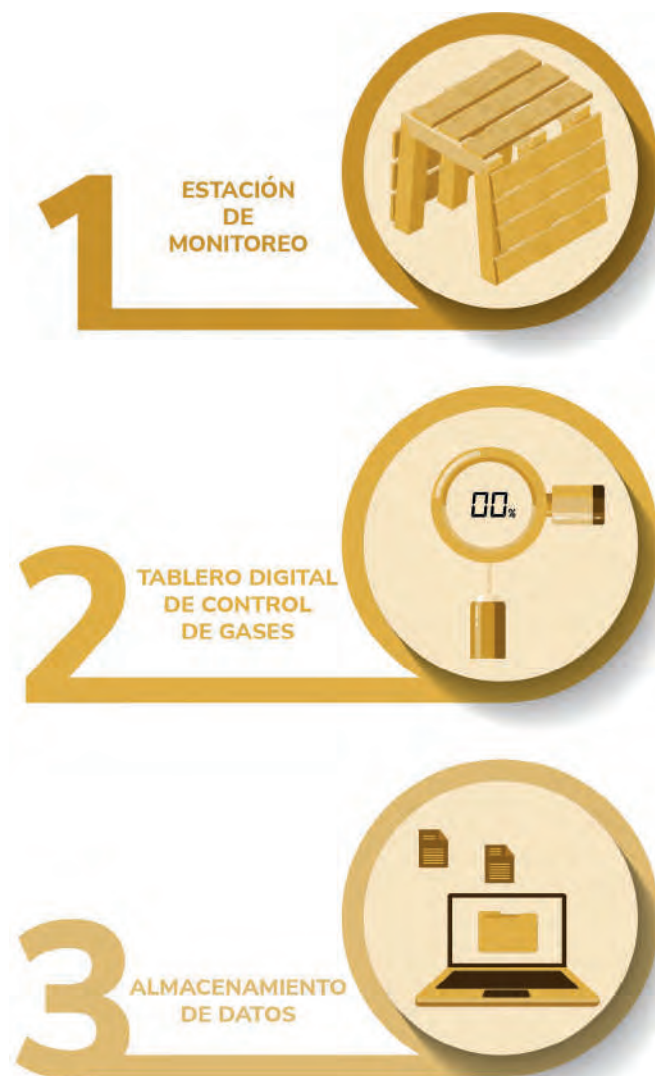 1
ESTACIÓN
DE
MONITOREO
00%
2
TABLERO DIGITAL
DE CONTROL
DE GASES
3
ALMACENAMIENTO
DE DATOS